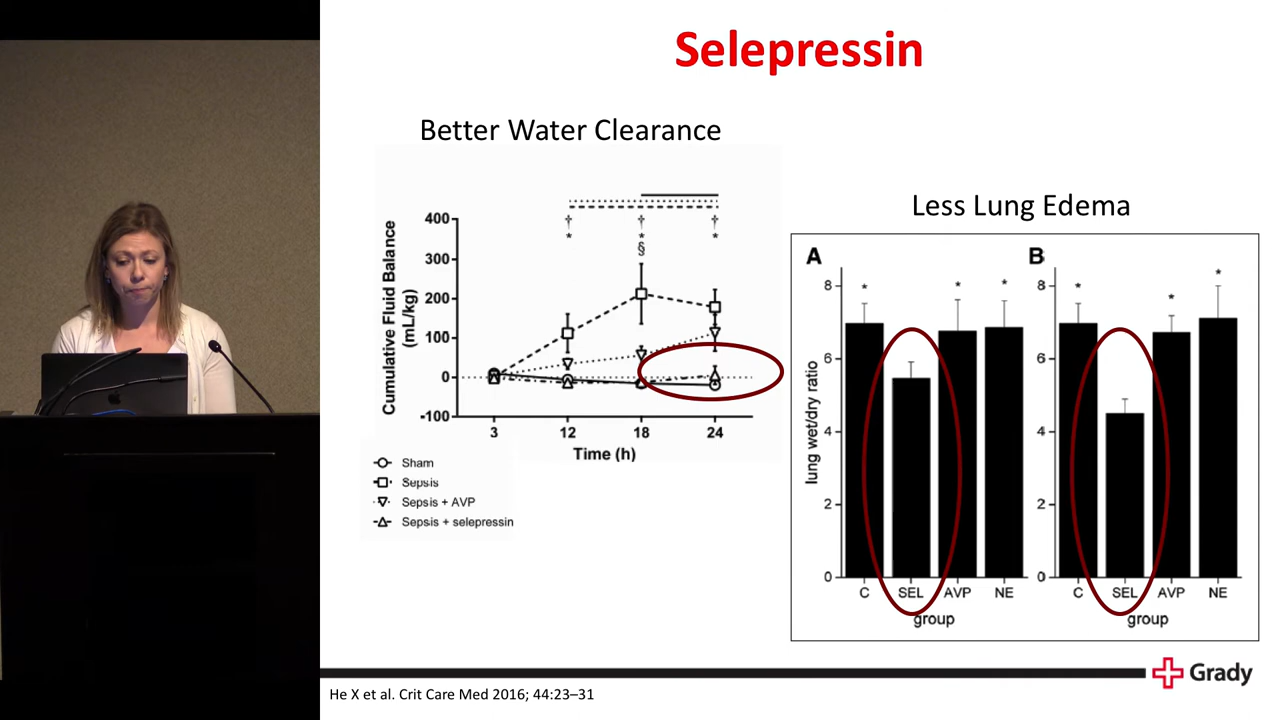 Selepressin
Better Water Clearance
† † †
* * *
§
400
300
200
100
0
-100
Cumulative Fluid Balance
(mL/kg)
3 12 18 24
Time (h)
Sham
Sepsis
Sepsis + AVP
Sepsis + selepressin
Less Lung Edema
A
8
6
4
2
0
lung wet/dry ratio
* * *
C SEL AVP NE
group
B
8
6
4
2
0
* * *
C SEL AVP NE
group
Grady
He X et al. Crit Care Med 2016; 44:23–31